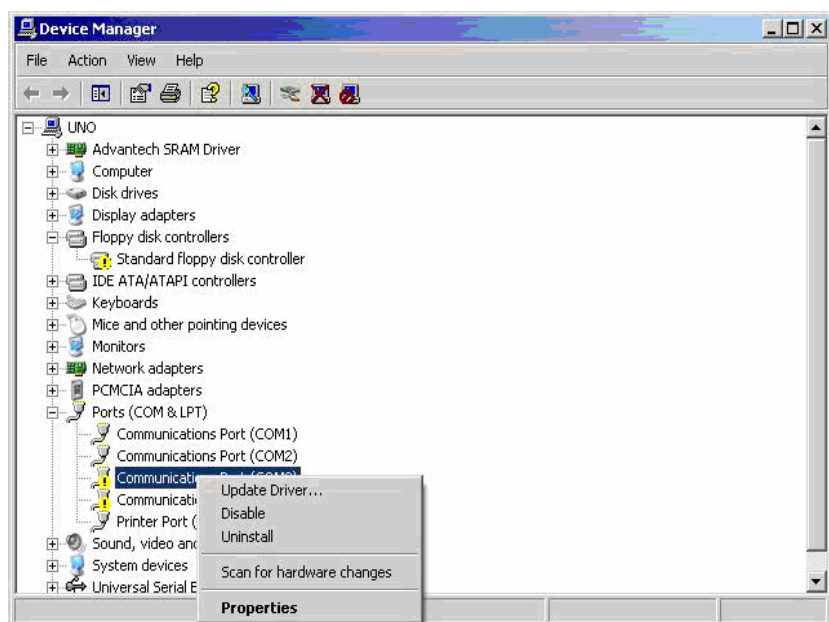 Device Manager
File Action View Help
UNO
Advantech SRAM Driver
Computer
Disk drives
Display adapters
Floppy disk controllers
Standard floppy disk controller
IDE ATA/ATAPI controllers
Keyboards
Mice and other pointing devices
Monitors
Network adapters
PCMCIA adapters
Ports (COM & LPT)
Communications Port (COM1)
Communications Port (COM2)
Update Driver...
Disable
Printer Port (
Uninstall
Sound, video
System devices
Scan for hardware changes
Universal Serial
Properties